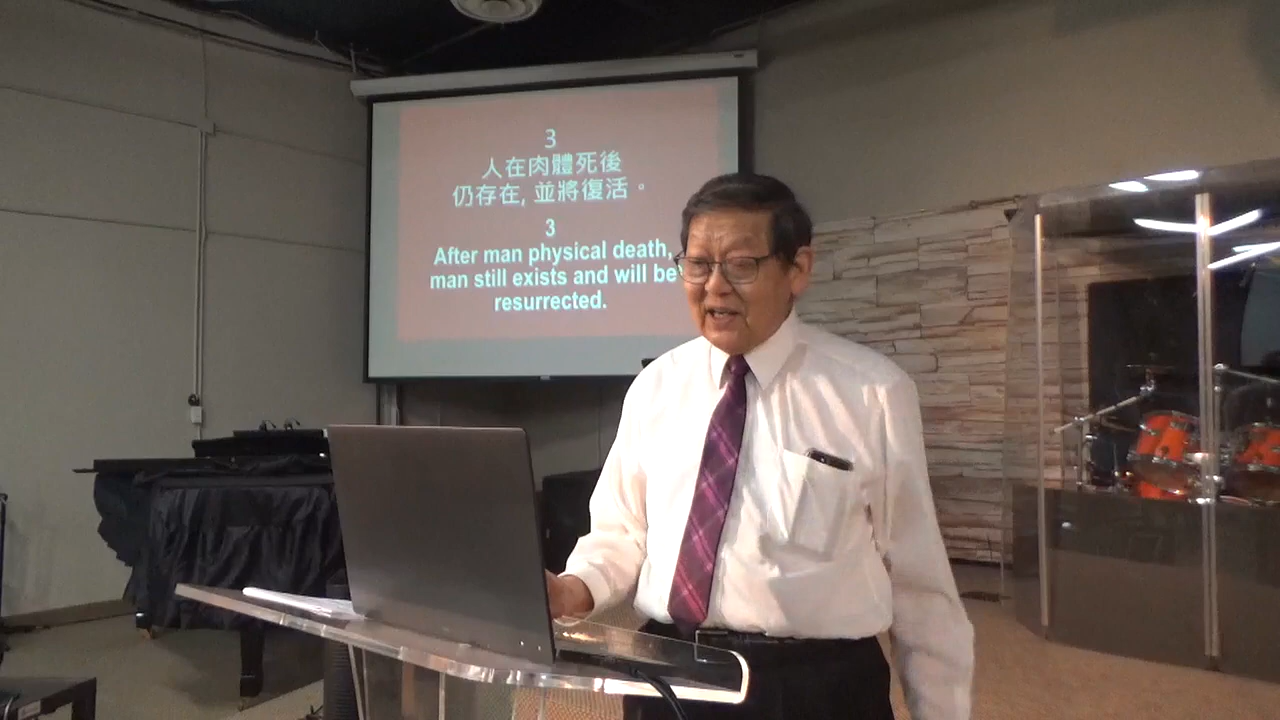 3
人在肉體死後
仍存在, 並將復活。
3
After man physical death,
man still exists and will be
resurrected.